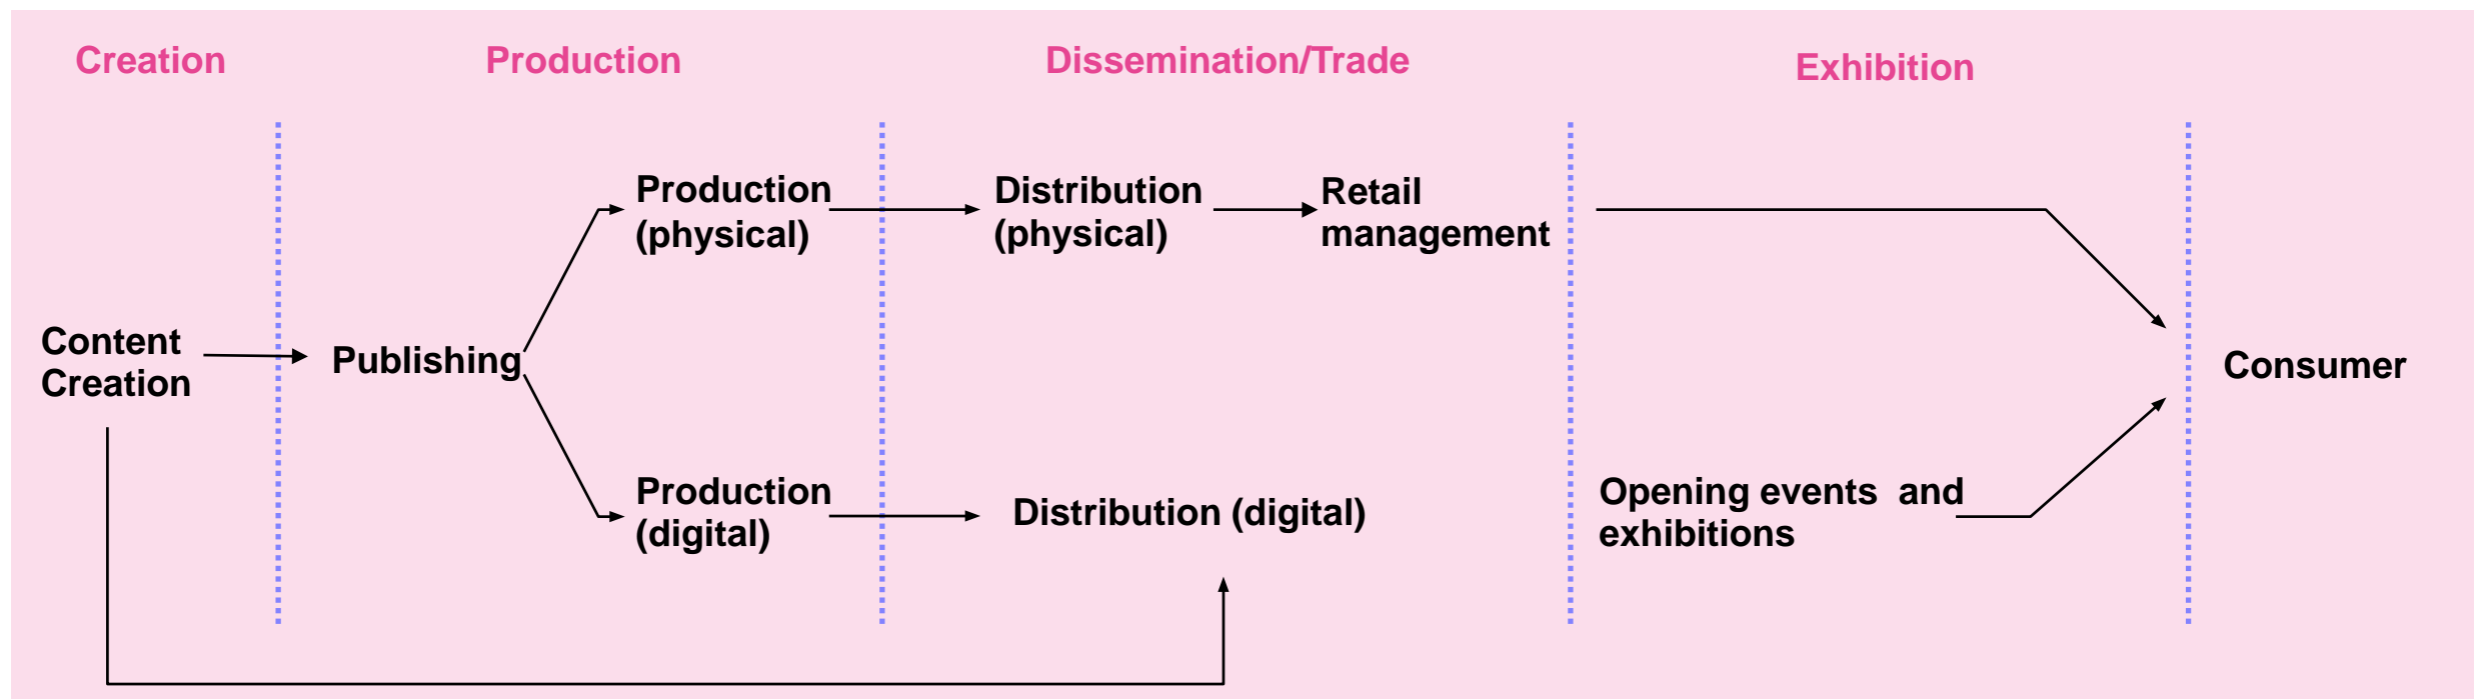 Creation
Production
Dissemination/Trade
Exhibition
Production
(physical)
Distribution
(physical)
Retail
management
Content
Creation
Publishing
Consumer
Production
(digital)
Distribution (digital)
Opening events  and
exhibitions